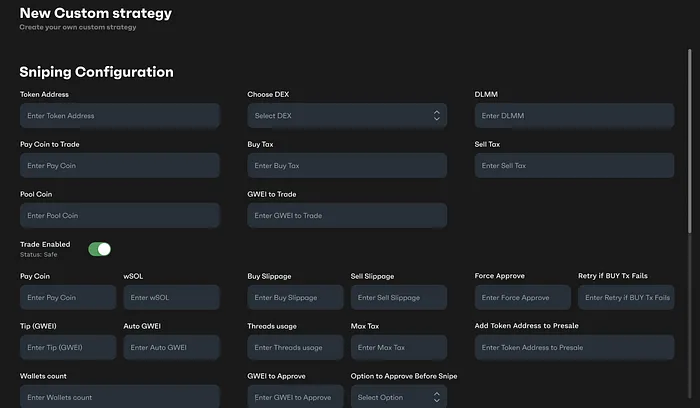 New Custom strategy
Create your own custom strategy
Sniping Configuration
Token Address
Choose DEX
DLMM
Enter Token Address
Select DEX
Enter DLMM
Pay Coin to Trade
Buy Tax
Sell Tax
Enter Pay Coin
Enter Buy Tax
Enter Sell Tax
Pool Coin
GWEI to Trade
Enter Pool Coin
Enter GWEI to Trade
Trade Enabled
Status: Safe
Pay Coin
wSOL
Buy Slippage
Sell Slippage
Force Approve
Retry if BUY Tx Fails
Enter Pay Coin
Enter wSOL
Enter Buy Slippage
Enter Sell Slippage
Enter Force Approve
Enter Retry if BUY Tx Fails
Tip (GWEI)
Auto GWEI
Threads usage
Max Tax
Add Token Address to Presale
Enter Tip (GWEI)
Enter Auto GWEI
Enter Threads usage
Enter Max Tax
Enter Token Address to Presale
Wallets count
GWEI to Approve
Option to Approve Before Snipe
Enter Wallets count
Enter GWEI to Approve
Select Option